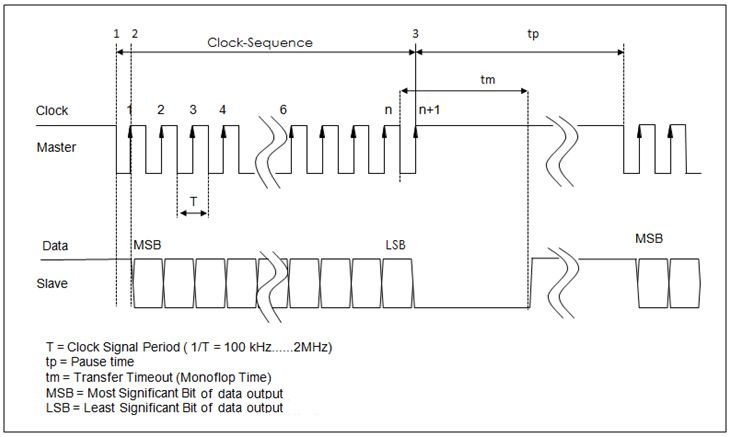 1 2 Clock-Sequence 3 tp
tm
Clock 1 2 3 4 6 n n+1
Master
T
Data MSB LSB MSB
Slave
T = Clock Signal Period ( 1/T = 100 kHz......2MHz)
tp = Pause time
tm = Transfer Timeout (Monoflop Time)
MSB = Most Significant Bit of data output
LSB = Least Significant Bit of data output